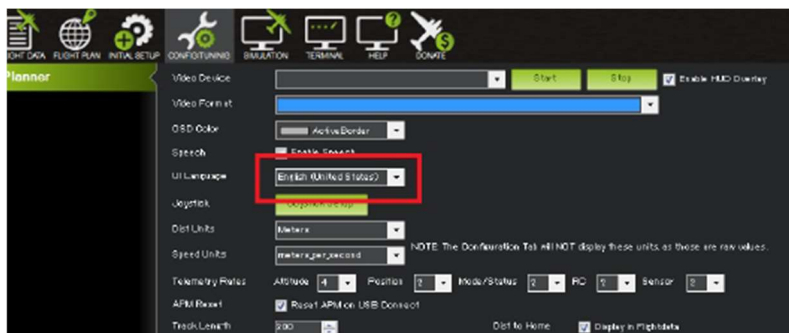 GHT DATA FLIGHT PLAN INITIAL SETUP CONFIG/TUNING SIMULATION TERMINAL HELP DONATE
Planner
Video Device Start Stop Enable HUD Overlay
Video Format
OSD Color ActiveBorder
Speech Enable Speech
UI Language English (United States)
Joystick Joystick Setup
Dist Units Meters
Speed Units meters_per_second NOTE: The Configuration Tab will NOT display these units, as those are raw values.
Telemetry Rates Attitude 4 Position 2 Mode/Status 2 RC 2 Sensor 2
APM Reset Reset APM on USB Connect
Track Length 200 Dist to Home Display in Flightdata